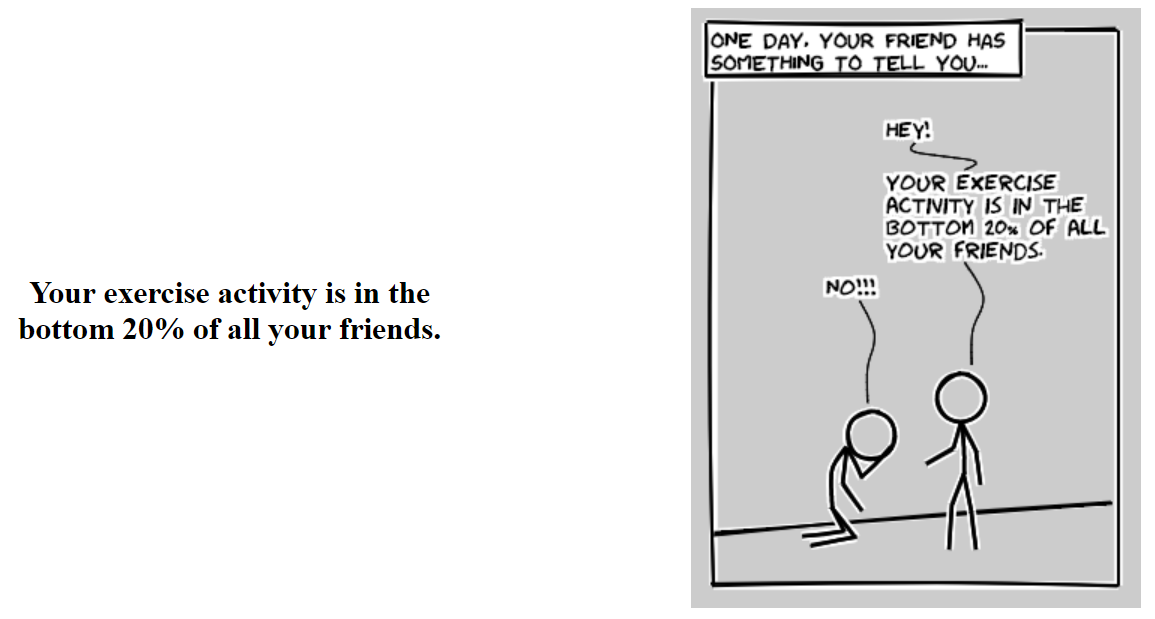 Your exercise activity is in the
bottom 20% of all your friends.
ONE DAY, YOUR FRIEND HAS
SOMETHING TO TELL YOU...
HEY!
YOUR EXERCISE
ACTIVITY IS IN THE
BOTTOM 20% OF ALL
YOUR FRIENDS.
NO!!!